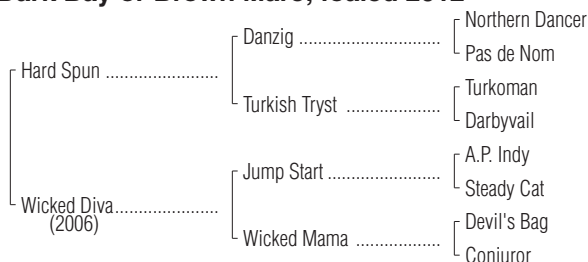 Dark Bay or Brown Mare; foaled 2012
Northern Dancer
Danzig ..............................
Pas de Nom
Hard Spun ........................
Turkoman
Turkish Tryst ....................
Darbyvail
A.P. Indy
Jump Start ........................
Steady Cat
Wicked Diva......................
(2006)
Devil's Bag
Wicked Mama ..................
Conjuror